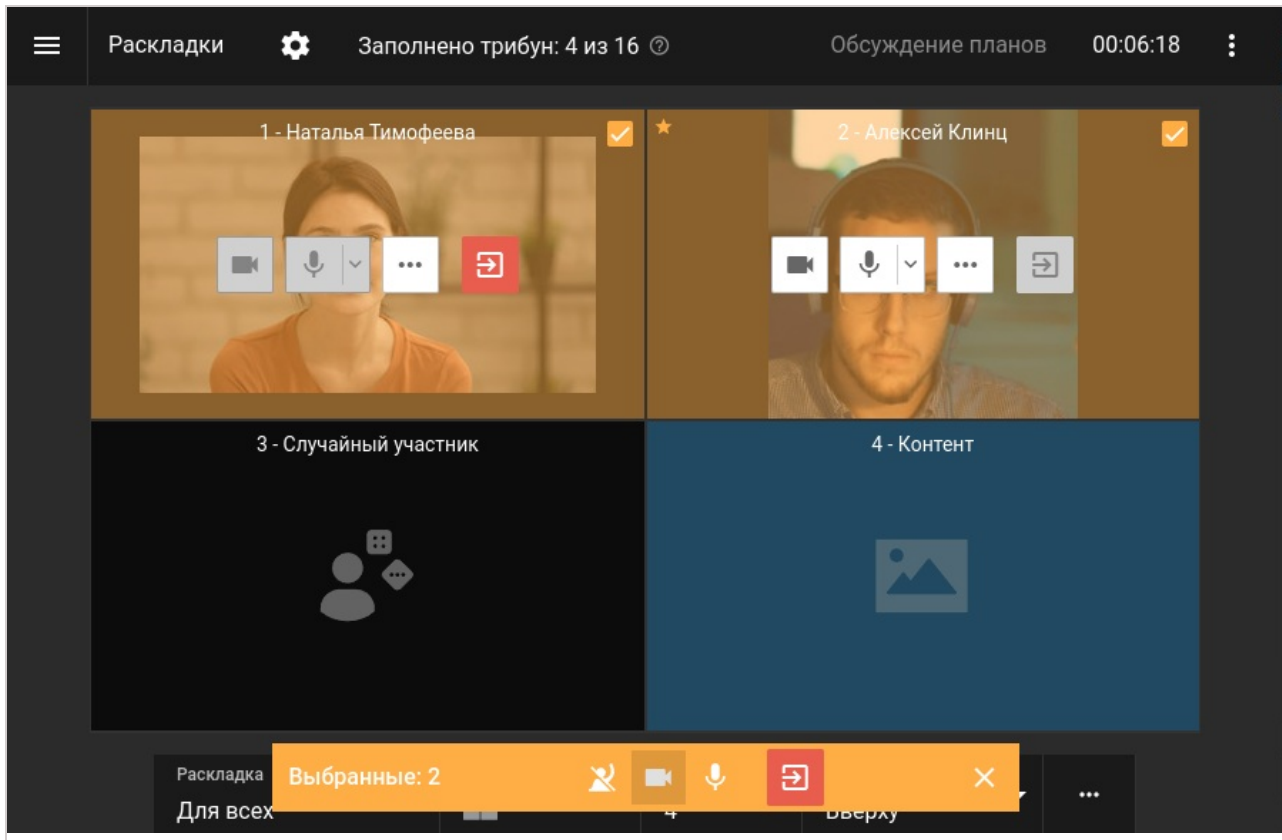 Раскладки
Заполнено трибун: 4 из 16
Обсуждение планов
00:06:18
1 - Наталья Тимофеева
2 - Алексей Клинц
3 - Случайный участник
4 - Контент
Раскладка
Выбранные: 2
Для всех
4
Вверху